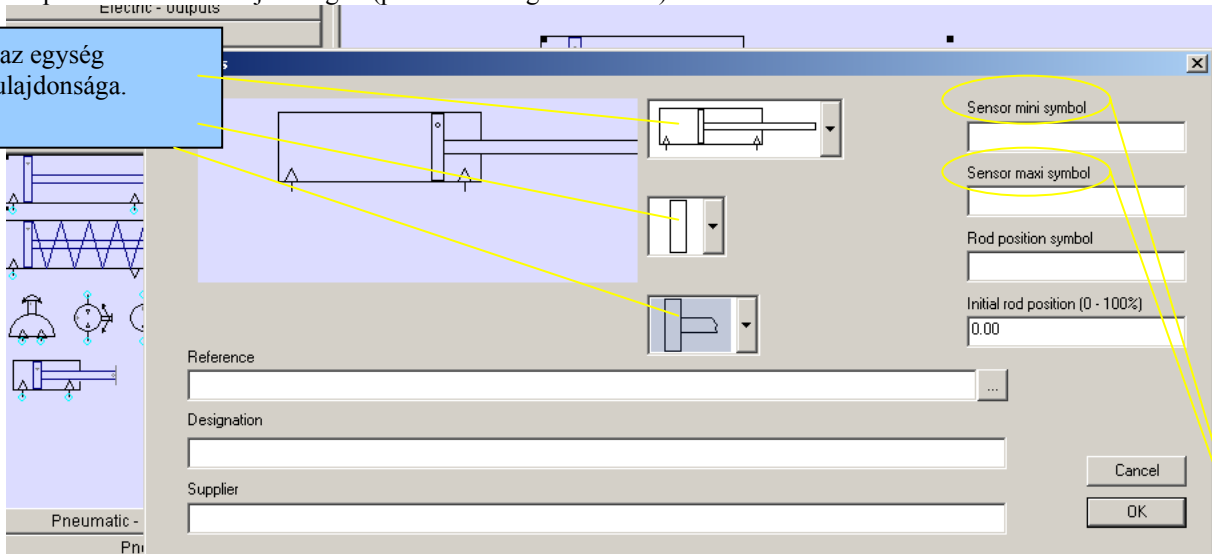 Electric - outputs
az egység
ulajdonsága.
s
Sensor mini symbol
Sensor maxi symbol
Rod position symbol
Initial rod position (0 - 100%)
0.00
Reference
...
Designation
Supplier
Cancel
OK
Pneumatic -
Pn